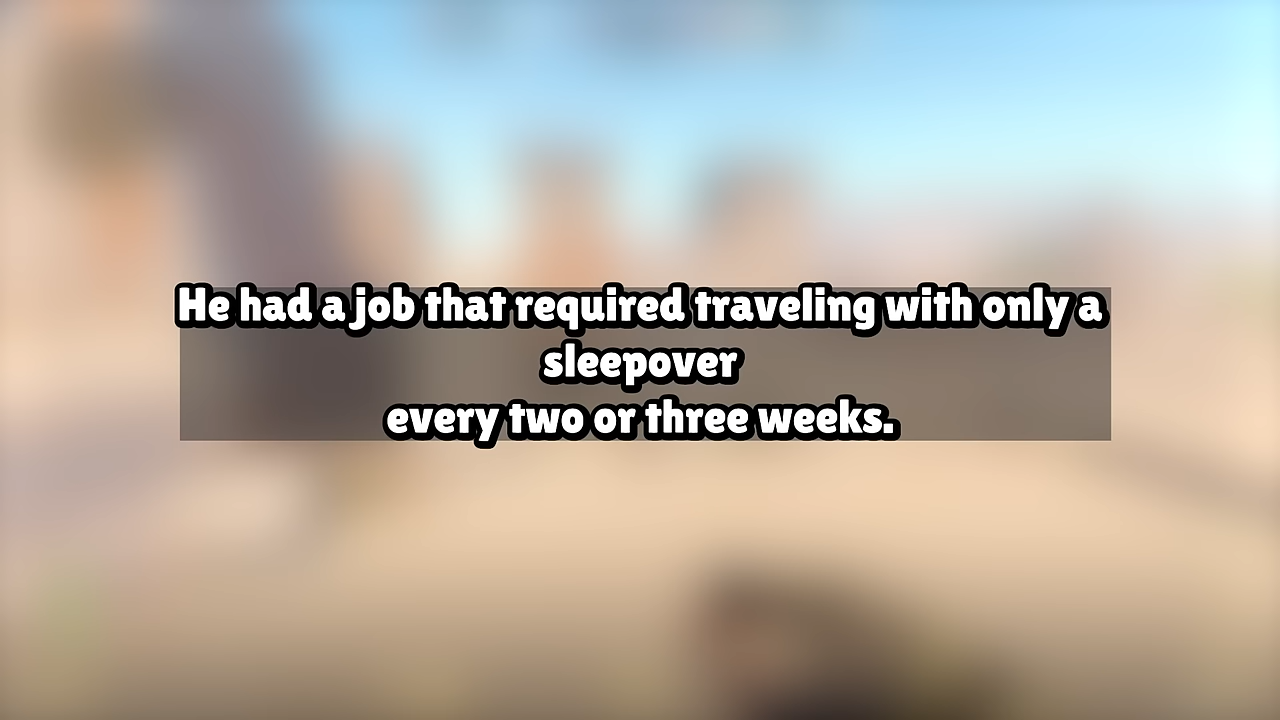 He had a job that required traveling with only a
sleepover
every two or three weeks.